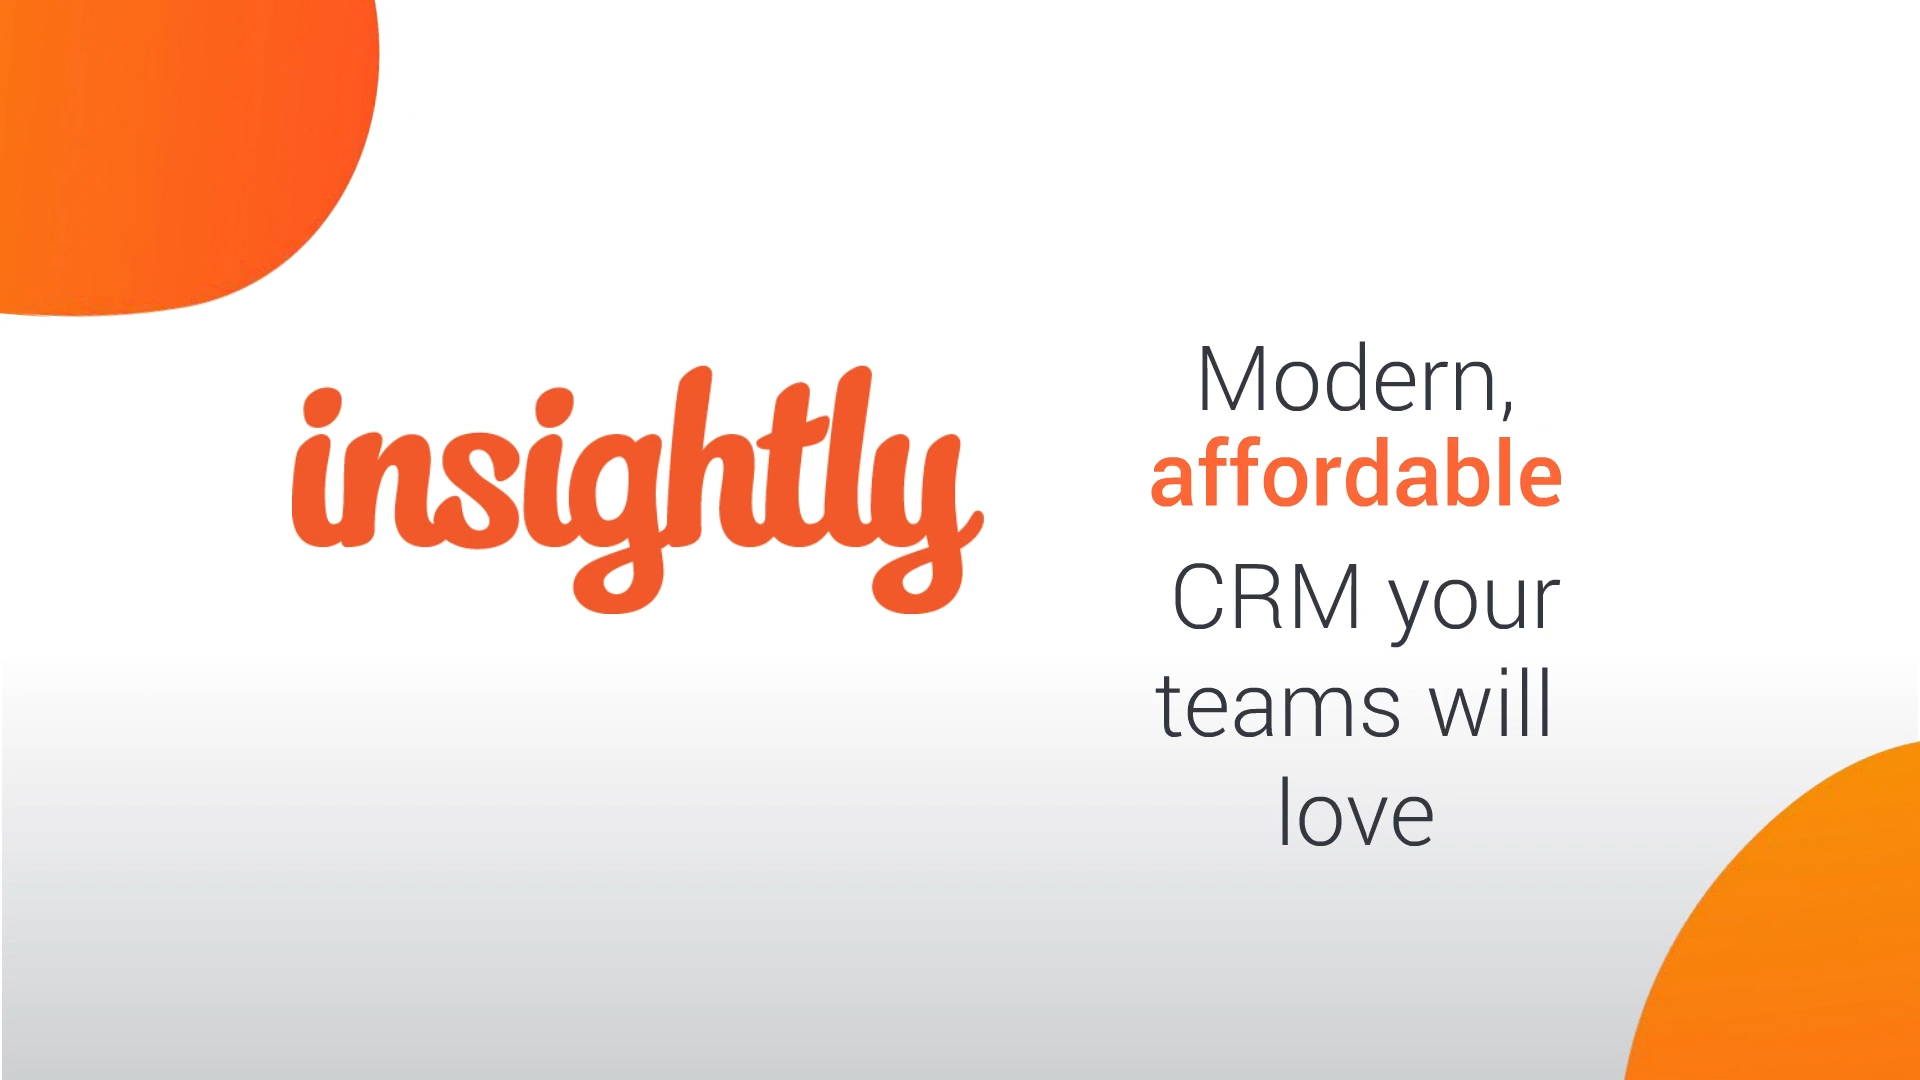 insightly
Modern,
affordable
CRM your
teams will
love